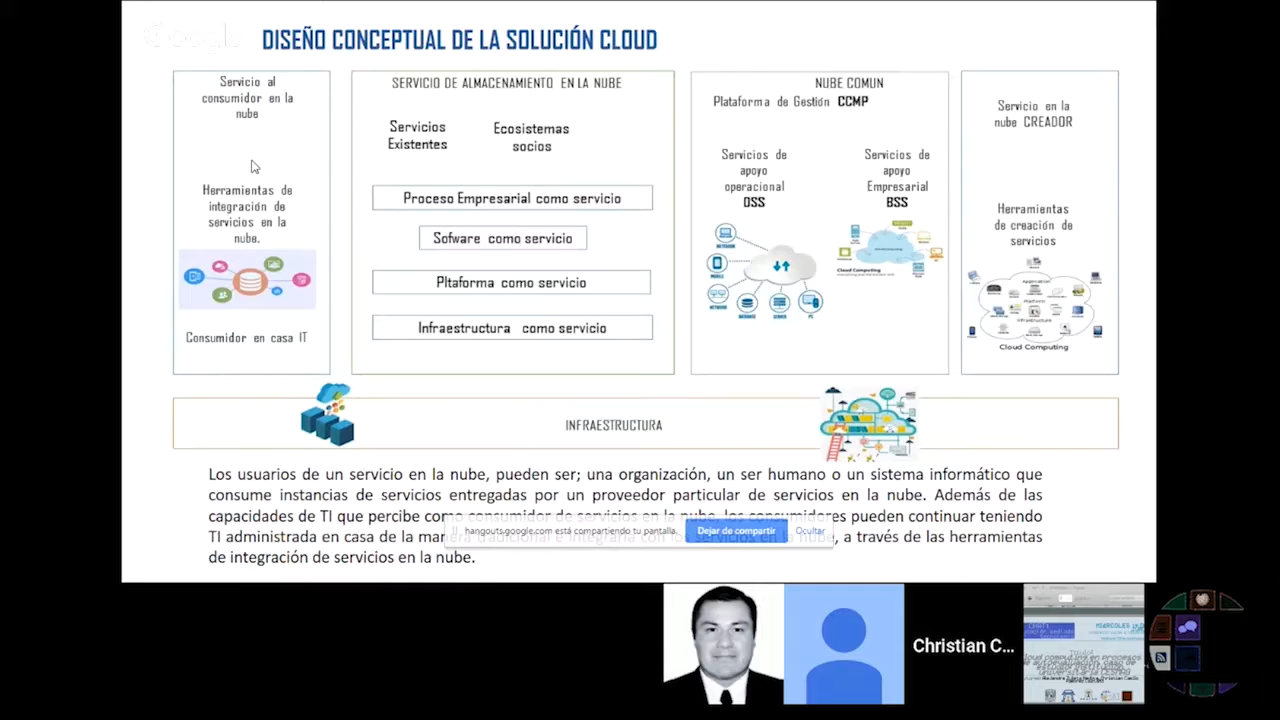 Google
DISEÑO CONCEPTUAL DE LA SOLUCIÓN CLOUD
Servicio al
consumidor en la
nube
Herramientas de
integración de
servicios en la
nube.
Consumidor en casa IT
SERVICIO DE ALMACENAMIENTO EN LA NUBE
Servicios
Existentes
Ecosistemas
socios
Proceso Empresarial como servicio
Sofware como servicio
Pltaforma como servicio
Infraestructura como servicio
NUBE COMUN
Plataforma de Gestión CCMP
Servicios de
apoyo
operacional
OSS
Servicios de
apoyo
Empresarial
BSS
Cloud Computing
Servicio en la
nube CREADOR
Herramientas
de creación de
servicios
Application
Platform
Infrastructure
Cloud Computing
INFRAESTRUCTURA
Los usuarios de un servicio en la nube, pueden ser; una organización, un ser humano o un sistema informático que
consume instancias de servicios entregadas por un proveedor particular de servicios en la nube. Además de las
capacidades de TI que percibe como consumidor de servicios en la nube, los consumidores pueden continuar teniendo
TI administrada en casa de la manera tradicional e integrarla con los servicios en la nube, a través de las herramientas
de integración de servicios en la nube.
hangouts.google.com está compartiendo tu pantalla.
Dejar de compartir
Ocultar
Christian C...